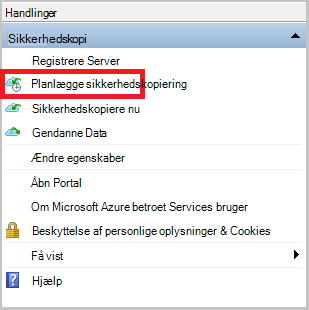 Handlinger
Sikkerhedskopi
Registrere Server
Planlægge sikkerhedskopiering
Sikkerhedskopiere nu
Gendanne Data
Ændre egenskaber
Åbn Portal
Om Microsoft Azure betroet Services bruger
Beskyttelse af personlige oplysninger & Cookies
Få vist
Hjælp